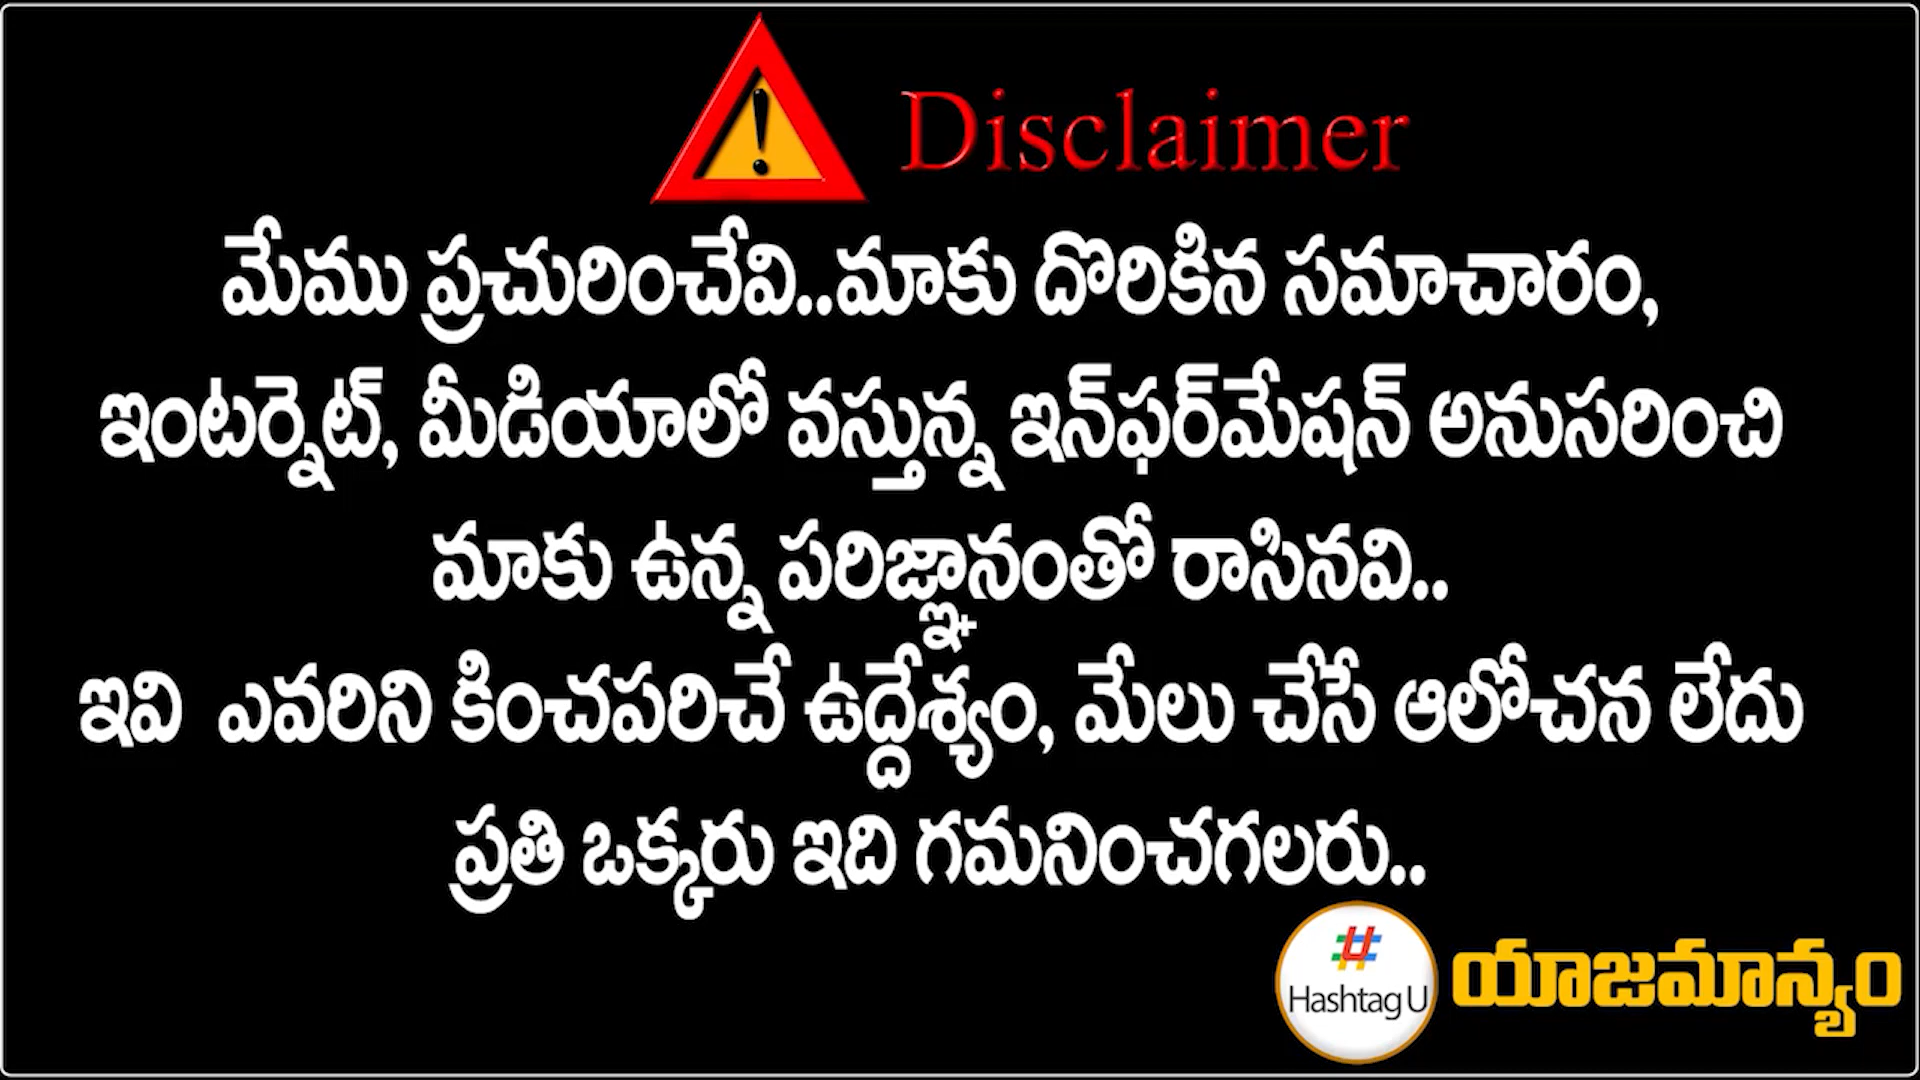 Disclaimer
మేము ప్రచురించేవి..మాకు దొరికిన సమాచారం,
ఇంటర్నెట్, మీడియాలో వస్తున్న ఇన్‌ఫర్‌మేషన్ అనుసరించి
మాకు ఉన్న పరిజ్ఞానంతో రాసినవి..
ఇవి ఎవరిని కించపరిచే ఉద్దేశ్యం, మేలు చేసే ఆలోచన లేదు
ప్రతి ఒక్కరు ఇది గమనించగలరు..
Hashtag U యాజమాన్యం